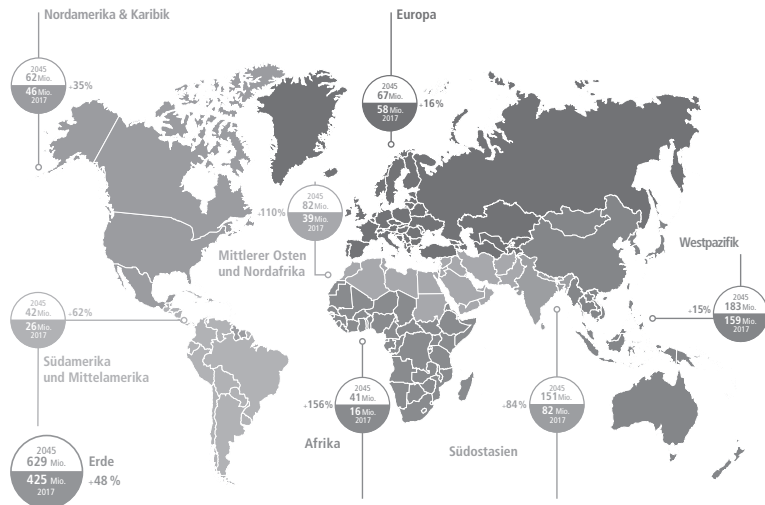 Nordamerika & Karibik
2045
62 Mio.
46 Mio.
2017
+35%
Europa
2045
67 Mio.
58 Mio.
2017
+16%
+110%
2045
82 Mio.
39 Mio.
2017
Mittlerer Osten
und Nordafrika
Westpazifik
+15%
2045
183 Mio.
159 Mio.
2017
2045
42 Mio.
26 Mio.
2017
+62%
Südamerika
und Mittelamerika
+156%
2045
41 Mio.
16 Mio.
2017
Afrika
+84%
2045
151 Mio.
82 Mio.
2017
Südostasien
2045
629 Mio.
425 Mio.
2017
Erde
+48 %